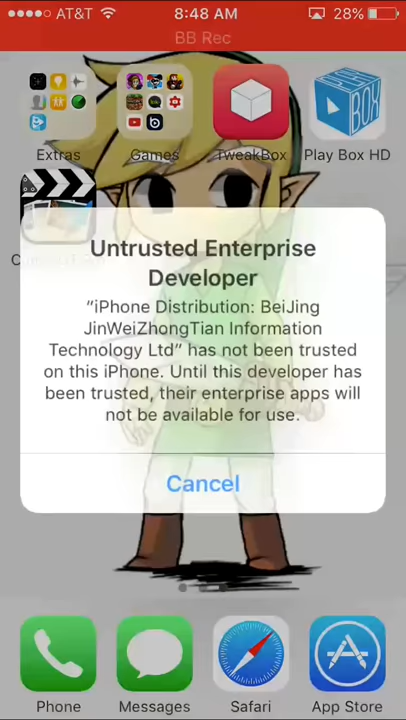 AT&T 8:48 AM 28%
BB Rec
Extras Games TweakBox Play Box HD
Untrusted Enterprise
Developer
“iPhone Distribution: BeiJing
JinWeiZhongTian Information
Technology Ltd” has not been trusted
on this iPhone. Until this developer has
been trusted, their enterprise apps will
not be available for use.
Cancel
Phone Messages Safari App Store